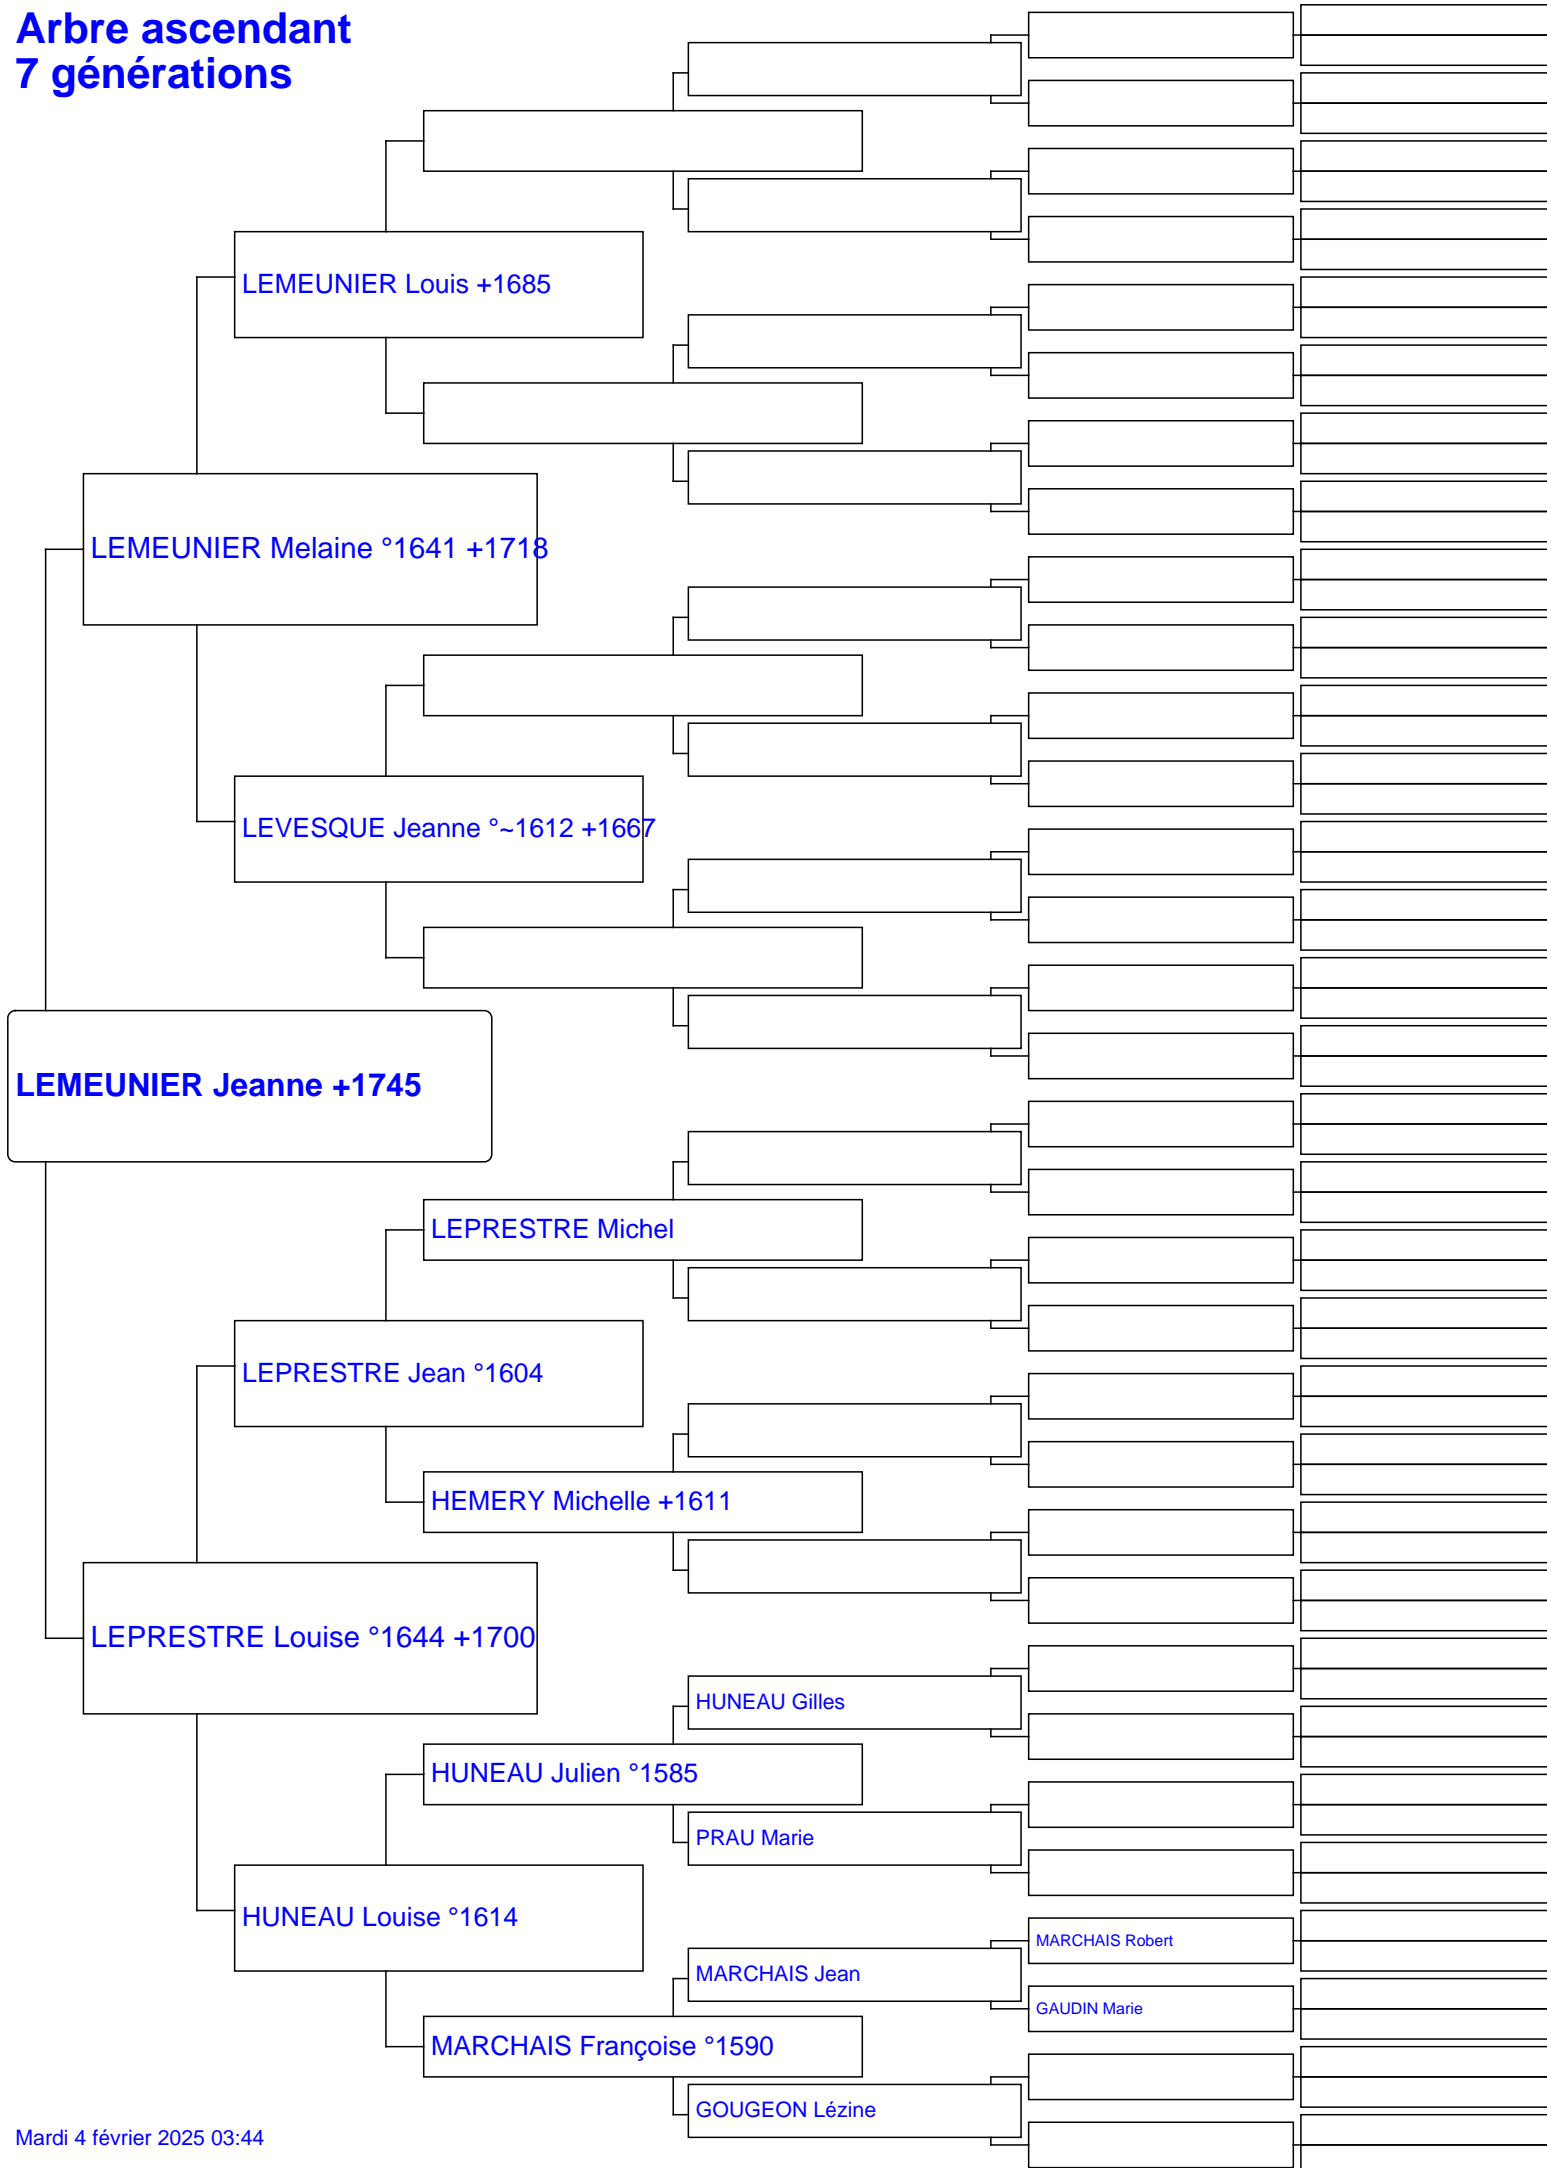 Arbre ascendant
7 générations
LEMEUNIER Louis +1685
LEMEUNIER Melaine °1641 +1718
LEVESQUE Jeanne °~1612 +1667
LEMEUNIER Jeanne +1745
LEPRESTRE Michel
LEPRESTRE Jean °1604
HEMERY Michelle +1611
LEPRESTRE Louise °1644 +1700
HUNEAU Gilles
HUNEAU Julien °1585
PRAU Marie
HUNEAU Louise °1614
MARCHAIS Robert
MARCHAIS Jean
GAUDIN Marie
MARCHAIS Françoise °1590
GOUGEON Lézine
Mardi 4 février 2025 03:44